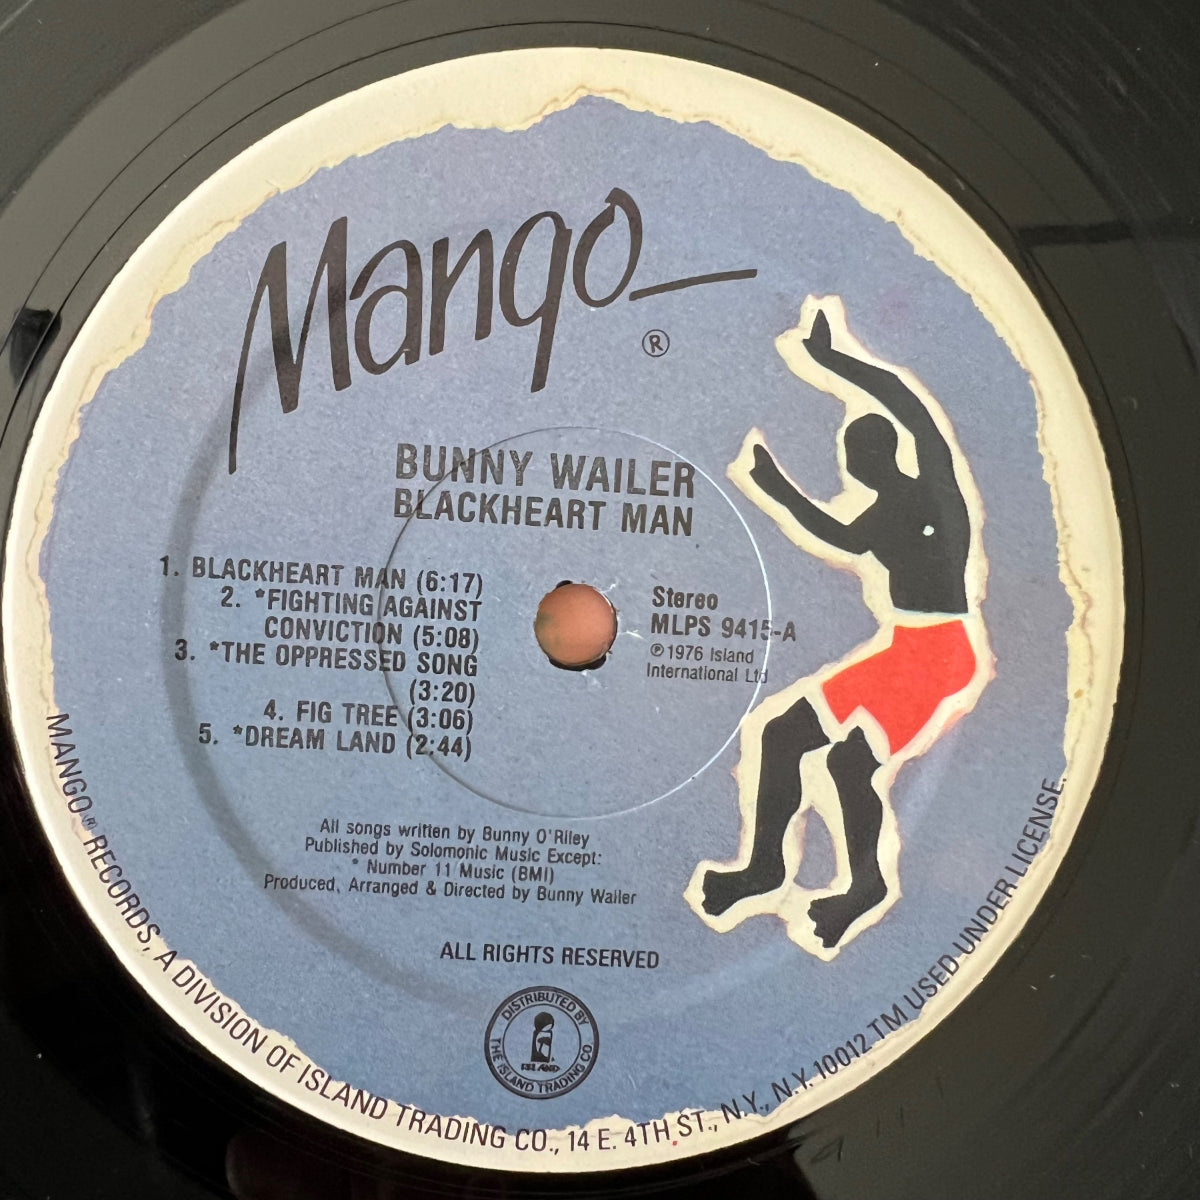 Mango
®
BUNNY WAILER
BLACKHEART MAN
1. BLACKHEART MAN (6:17)
2. *FIGHTING AGAINST
CONVICTION (5:08)
3. *THE OPPRESSED SONG
(3:20)
4. FIG TREE (3:06)
5. *DREAM LAND (2:44)
Stereo
MLPS 9415-A
℗ 1976 Island
International Ltd
All songs written by Bunny O'Riley
Published by Solomonic Music Except:
* Number 11 Music (BMI)
Produced, Arranged & Directed by Bunny Wailer
ALL RIGHTS RESERVED
DISTRIBUTED BY
ISLAND
THE ISLAND TRADING CO.
MANGO® RECORDS, A DIVISION OF ISLAND TRADING CO., 14 E. 4TH ST., N.Y., N.Y. 10012 TM USED UNDER LICENSE.